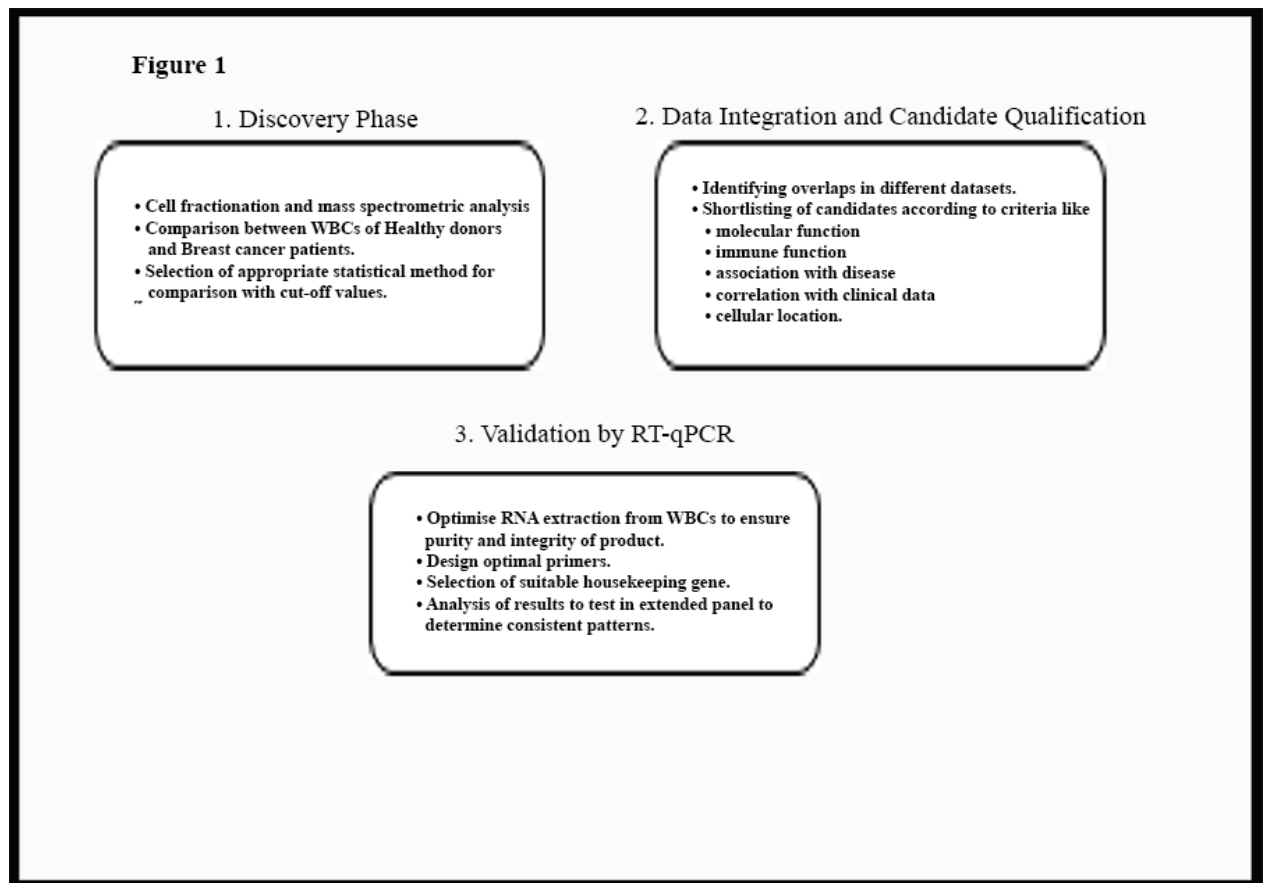 Figure 1
1. Discovery Phase
• Cell fractionation and mass spectrometric analysis
• Comparison between WBCs of Healthy donors
and Breast cancer patients.
• Selection of appropriate statistical method for
comparison with cut-off values.
2. Data Integration and Candidate Qualification
• Identifying overlaps in different datasets.
• Shortlisting of candidates according to criteria like
• molecular function
• immune function
• association with disease
• correlation with clinical data
• cellular location.
3. Validation by RT-qPCR
• Optimise RNA extraction from WBCs to ensure
purity and integrity of product.
• Design optimal primers.
• Selection of suitable housekeeping gene.
• Analysis of results to test in extended panel to
determine consistent patterns.